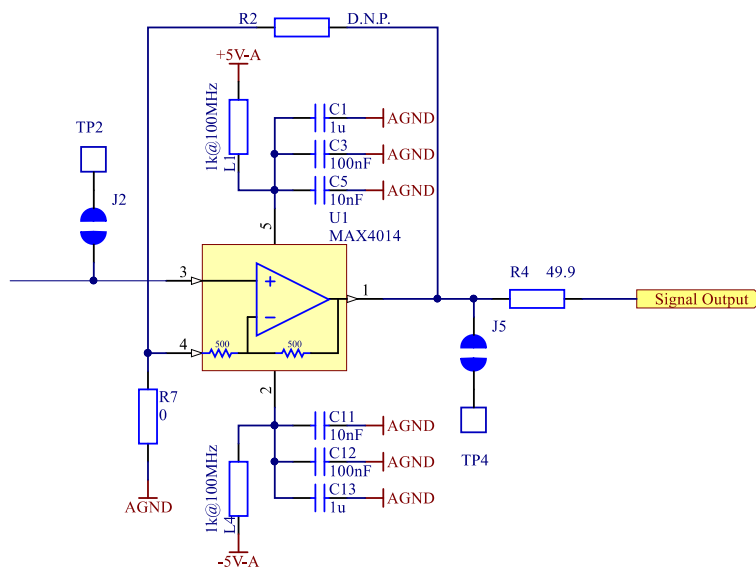 R2 D.N.P.
+5V-A
1k@100MHz
L1
C1
1u
AGND
C3
100nF
AGND
C5
10nF
AGND
TP2
J2
U1
MAX4014
5
3
+
1
R4 49.9
Signal Output
−
4
500 500
2
J5
TP4
R7
0
AGND
C11
10nF
AGND
C12
100nF
AGND
C13
1u
AGND
1k@100MHz
L4
-5V-A